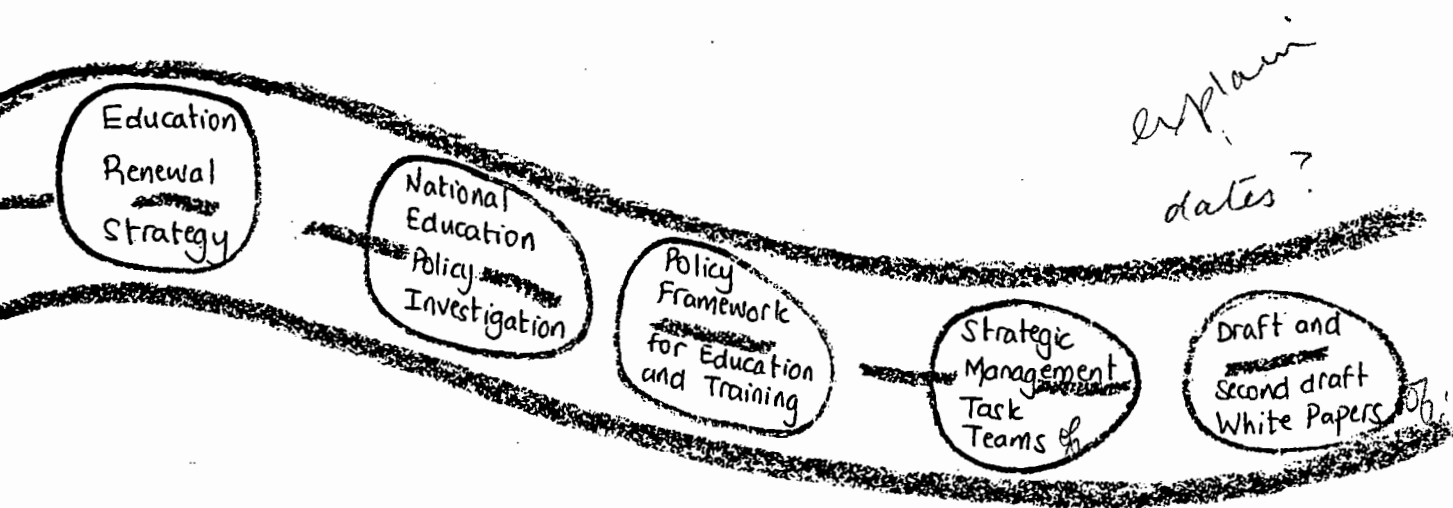 Education
Renewal
Strategy
National
Education
Policy
Investigation
Policy
Framework
for Education
and Training
Strategic
Management
Task
Teams
Draft and
second draft
White Papers
explain
dates?